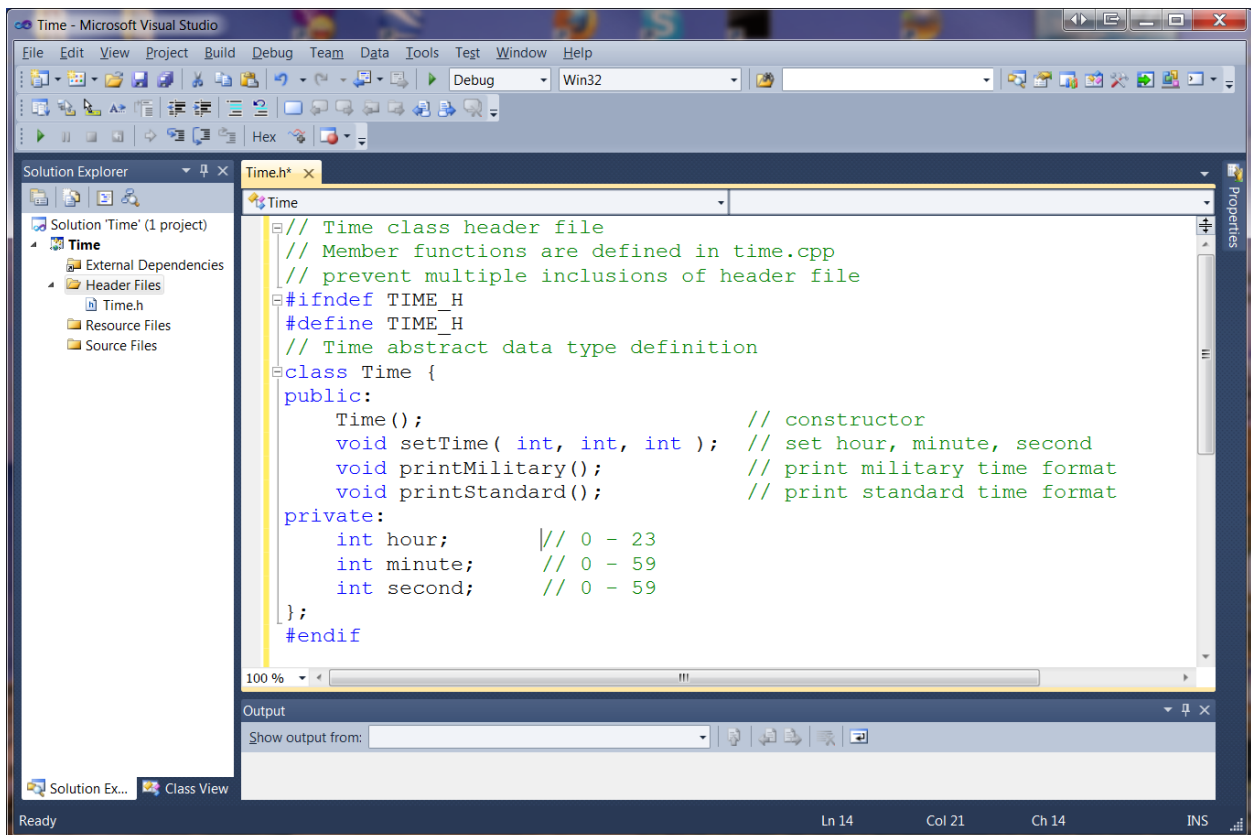 Time - Microsoft Visual Studio
File Edit View Project Build Debug Team Data Tools Test Window Help
Debug Win32
Hex
Solution Explorer
Solution 'Time' (1 project)
Time
External Dependencies
Header Files
Time.h
Resource Files
Source Files
Solution Ex... Class View
Time.h*
Time
// Time class header file
// Member functions are defined in time.cpp
// prevent multiple inclusions of header file
#ifndef TIME_H
#define TIME_H
// Time abstract data type definition
class Time {
public:
Time(); // constructor
void setTime( int, int, int ); // set hour, minute, second
void printMilitary(); // print military time format
void printStandard(); // print standard time format
private:
int hour; // 0 – 23
int minute; // 0 – 59
int second; // 0 – 59
};
#endif
100 %
Output
Show output from:
Properties
Ready Ln 14 Col 21 Ch 14 INS